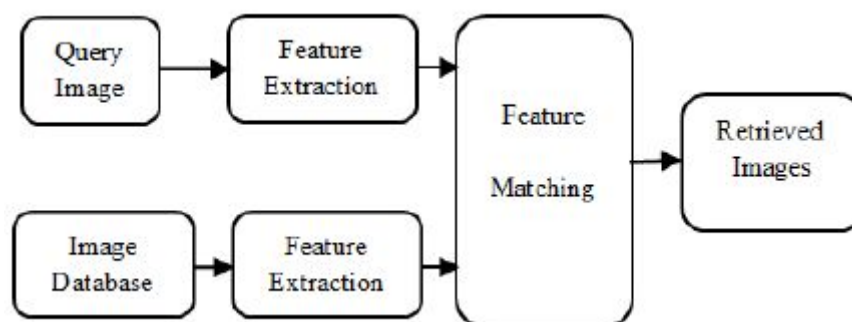 Query
Image
Feature
Extraction
Feature
Matching
Retrieved
Images
Image
Database
Feature
Extraction